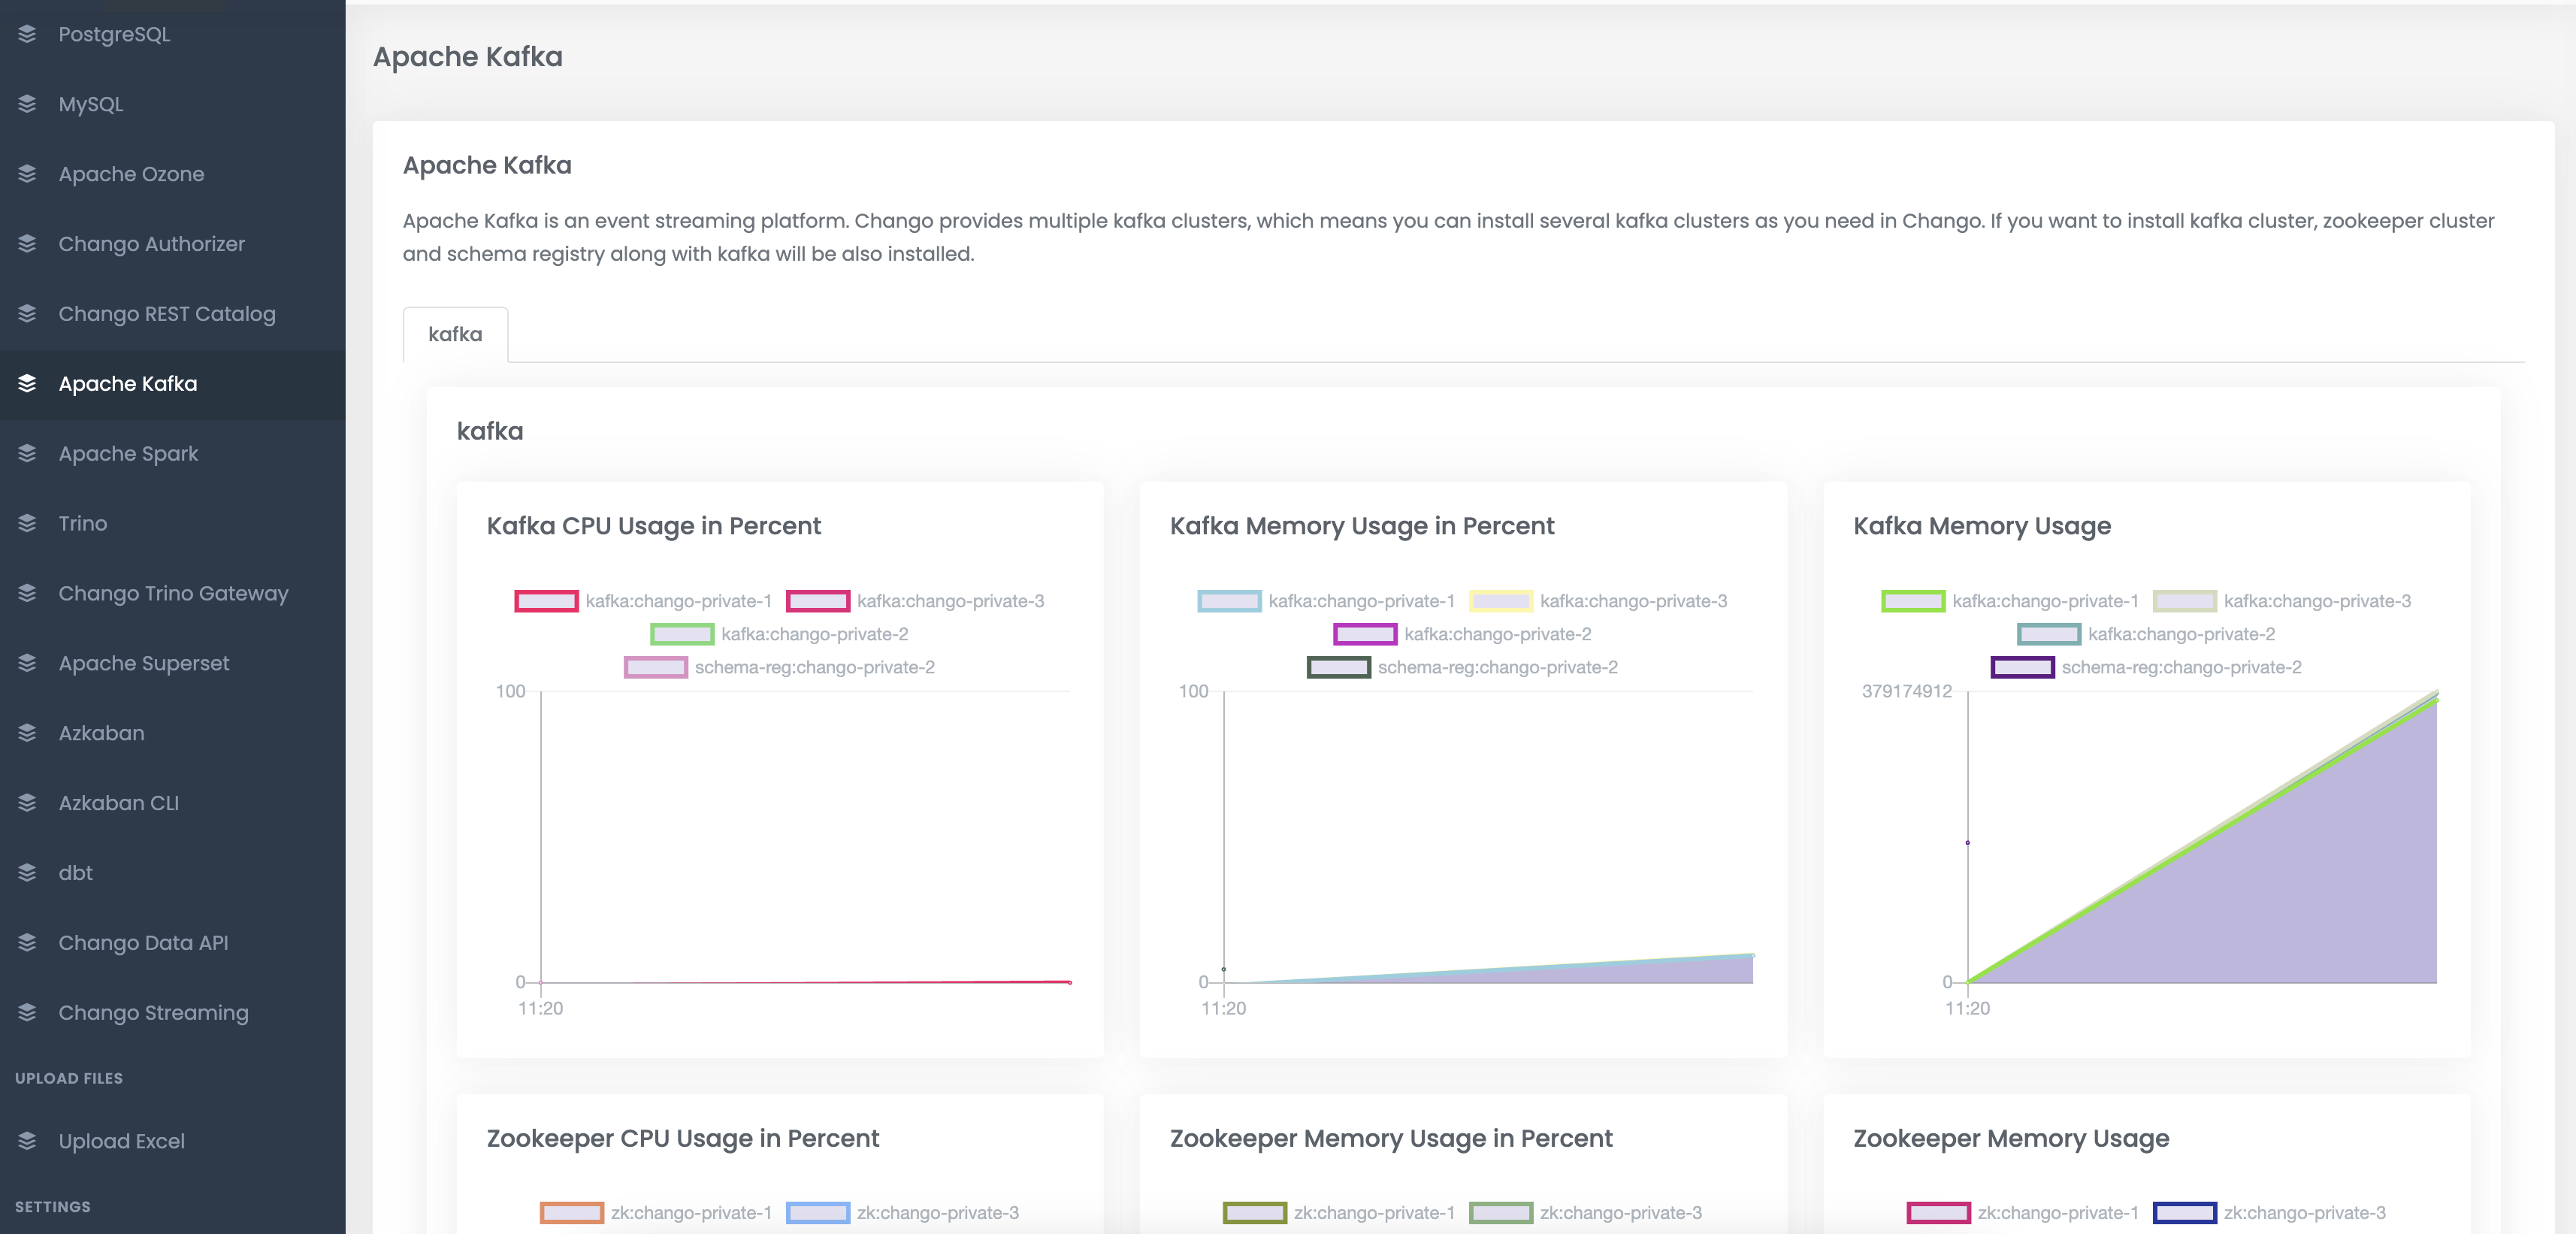 PostgreSQL
MySQL
Apache Ozone
Chango Authorizer
Chango REST Catalog
Apache Kafka
Apache Spark
Trino
Chango Trino Gateway
Apache Superset
Azkaban
Azkaban CLI
dbt
Chango Data API
Chango Streaming
UPLOAD FILES
Upload Excel
SETTINGS
Apache Kafka
Apache Kafka
Apache Kafka is an event streaming platform. Chango provides multiple kafka clusters, which means you can install several kafka clusters as you need in Chango. If you want to install kafka cluster, zookeeper cluster
and schema registry along with kafka will be also installed.
kafka
kafka
Kafka CPU Usage in Percent
kafka:chango-private-1 kafka:chango-private-3
kafka:chango-private-2
schema-reg:chango-private-2
100
0
11:20
Kafka Memory Usage in Percent
kafka:chango-private-1 kafka:chango-private-3
kafka:chango-private-2
schema-reg:chango-private-2
100
0
11:20
Kafka Memory Usage
kafka:chango-private-1 kafka:chango-private-3
kafka:chango-private-2
schema-reg:chango-private-2
379174912
0
11:20
Zookeeper CPU Usage in Percent
zk:chango-private-1 zk:chango-private-3
Zookeeper Memory Usage in Percent
zk:chango-private-1 zk:chango-private-3
Zookeeper Memory Usage
zk:chango-private-1 zk:chango-private-3